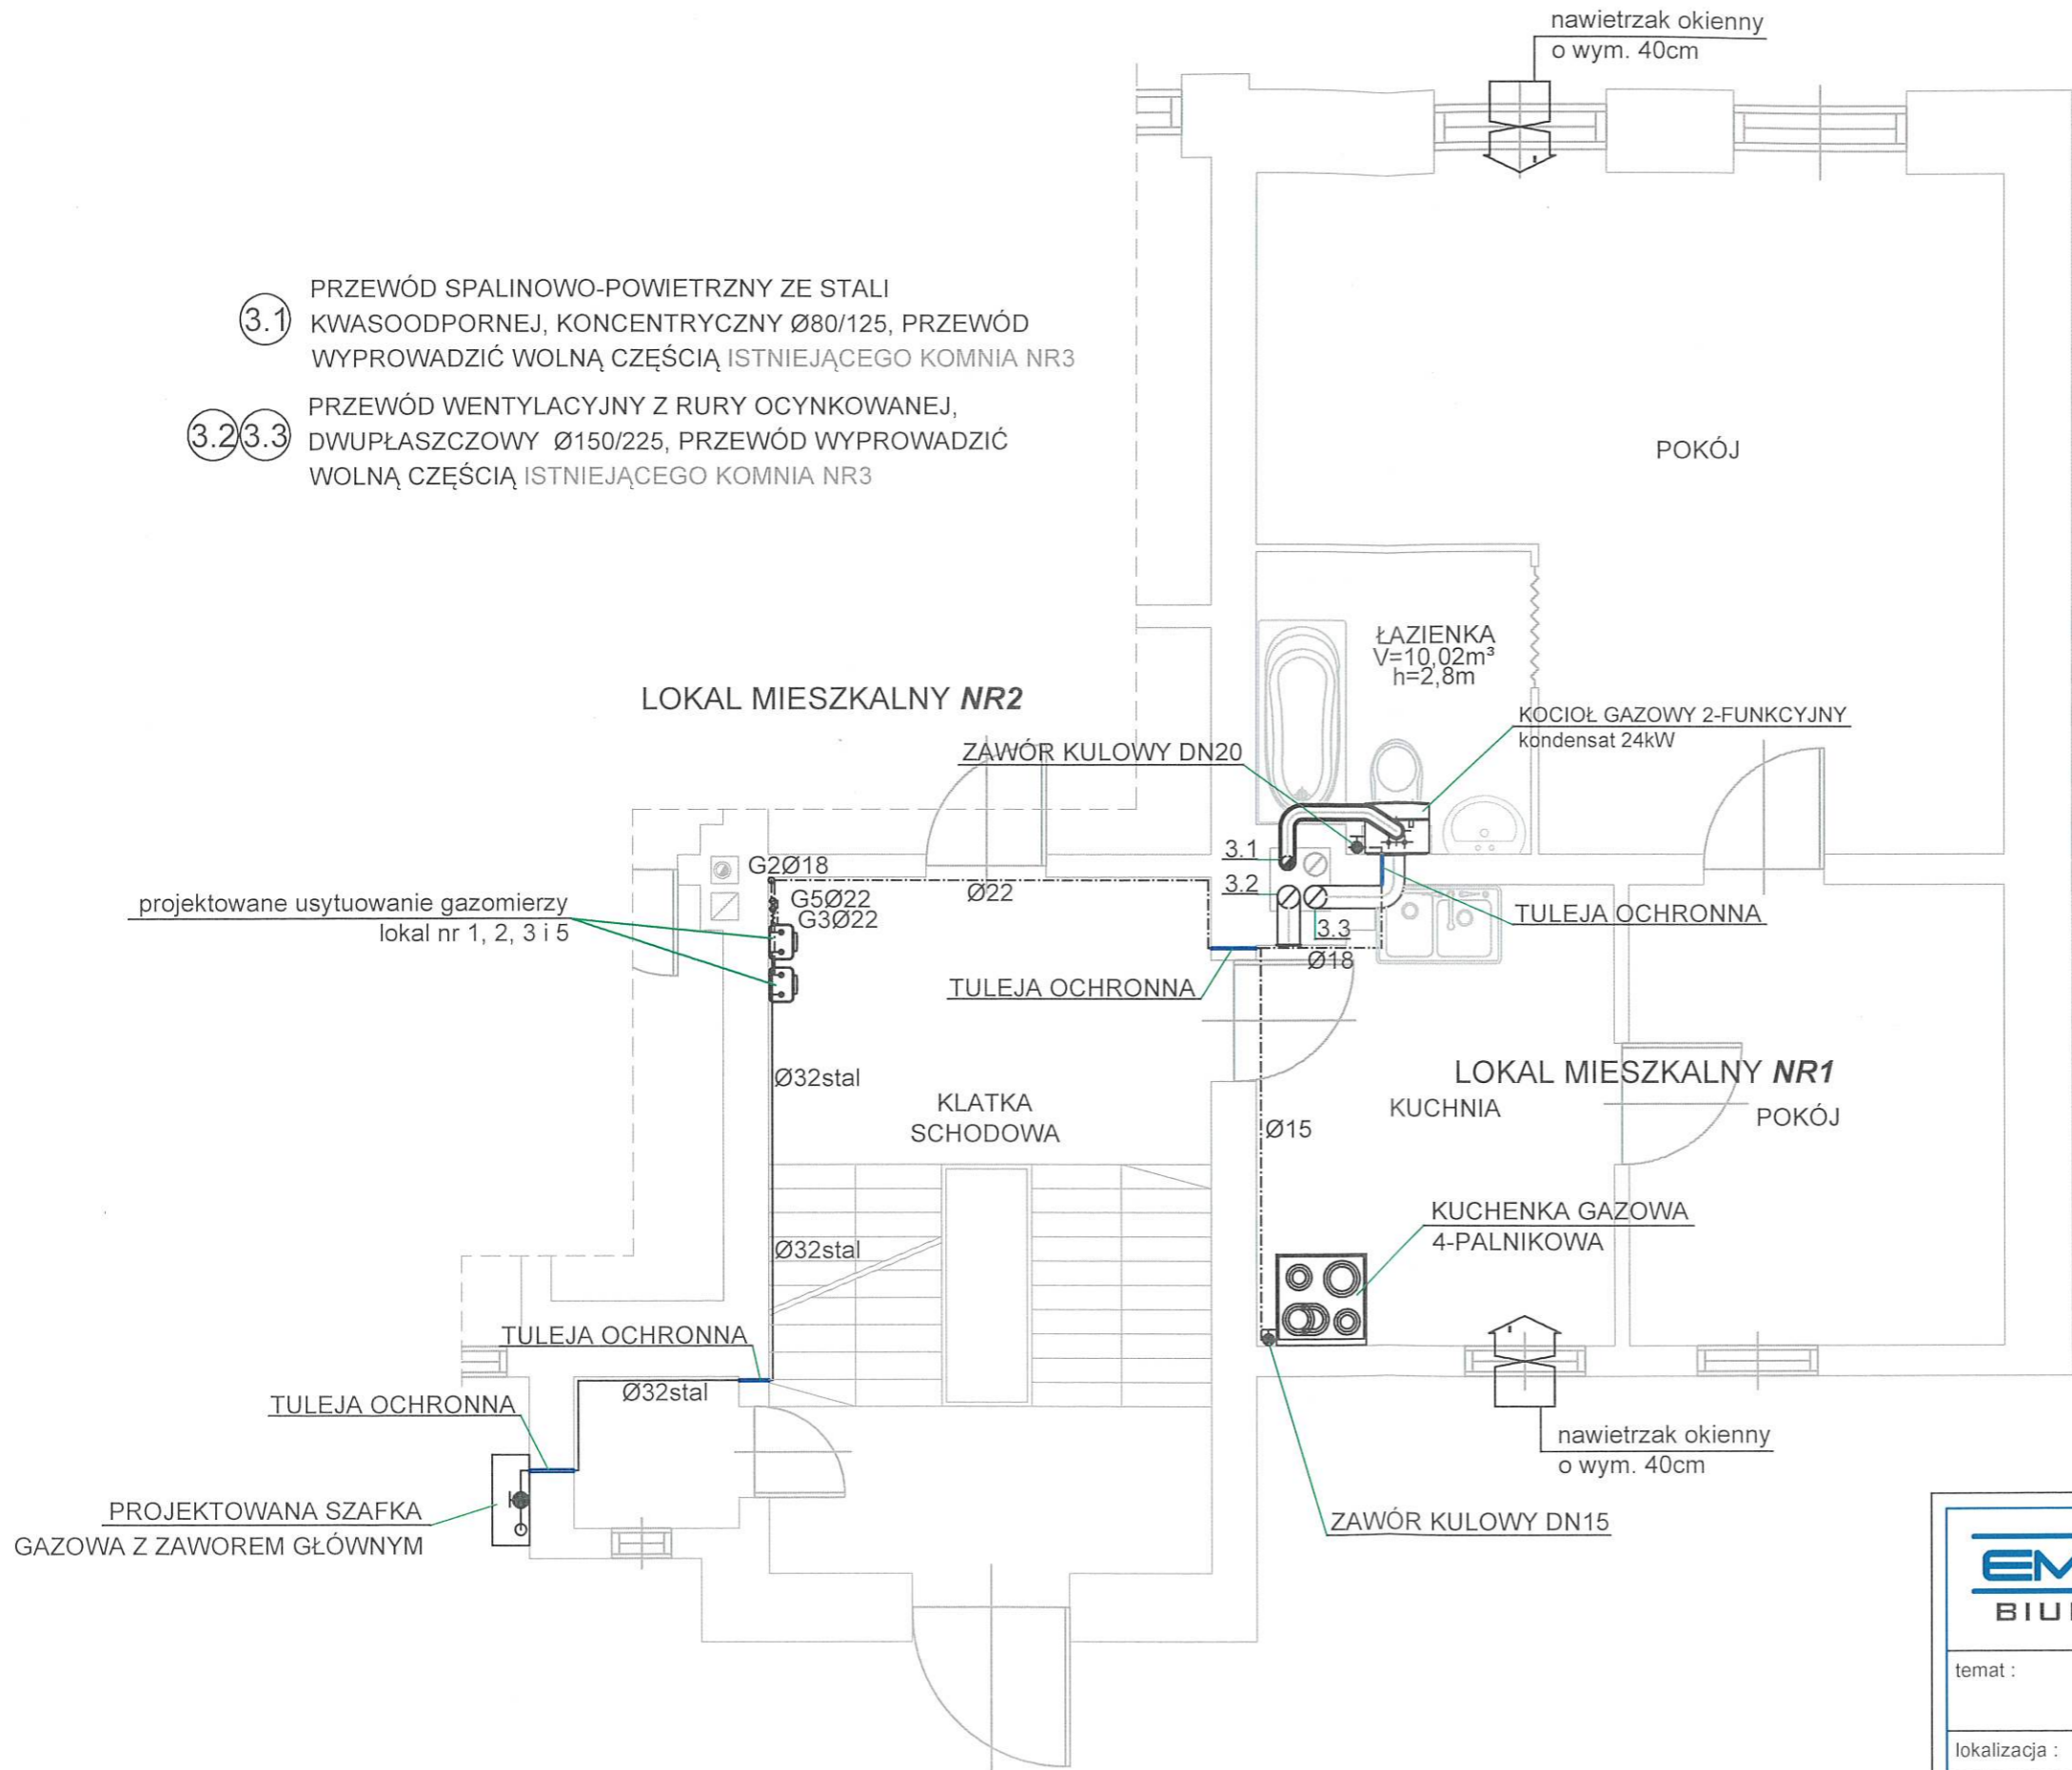 nawietrzak okienny
o wym. 40cm
3.1
PRZEWÓD SPALINOWO-POWIETRZNY ZE STALI
KWASOODPORNEJ, KONCENTRYCZNY Ø80/125, PRZEWÓD
WYPROWADZIĆ WOLNĄ CZĘŚCIĄ ISTNIEJĄCEGO KOMNIA NR3
3.2 3.3
PRZEWÓD WENTYLACYJNY Z RURY OCYNKOWANEJ,
DWUPŁASZCZOWY Ø150/225, PRZEWÓD WYPROWADZIĆ
WOLNĄ CZĘŚCIĄ ISTNIEJĄCEGO KOMNIA NR3
POKÓJ
ŁAZIENKA
V=10,02m³
h=2,8m
LOKAL MIESZKALNY NR2
KOCIOŁ GAZOWY 2-FUNKCYJNY
kondensat 24kW
ZAWÓR KULOWY DN20
3.1
3.2
3.3
G2Ø18
G5Ø22
G3Ø22
Ø22
projektowane usytuowanie gazomierzy
lokal nr 1, 2, 3 i 5
TULEJA OCHRONNA
Ø18
TULEJA OCHRONNA
Ø32stal
KLATKA
SCHODOWA
LOKAL MIESZKALNY NR1
KUCHNIA
POKÓJ
Ø15
KUCHENKA GAZOWA
4-PALNIKOWA
Ø32stal
TULEJA OCHRONNA
Ø32stal
TULEJA OCHRONNA
nawietrzak okienny
o wym. 40cm
PROJEKTOWANA SZAFKA
GAZOWA Z ZAWOREM GŁÓWNYM
ZAWÓR KULOWY DN15
temat :
lokalizacja :